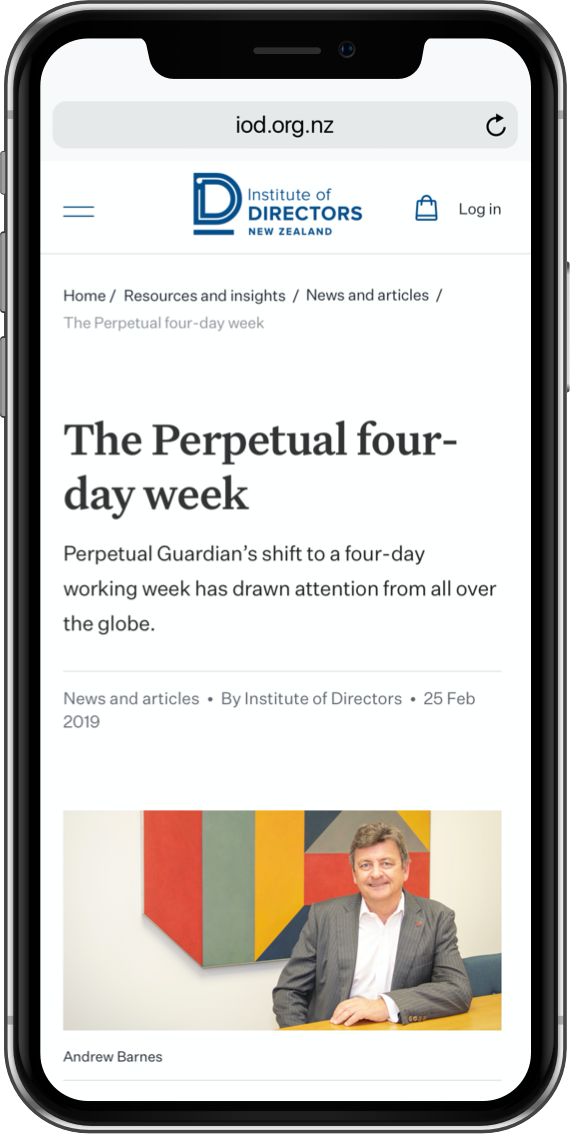 iod.org.nz
Institute of
DIRECTORS
NEW ZEALAND
Log in
Home / Resources and insights / News and articles /
The Perpetual four-day week
The Perpetual four-
day week
Perpetual Guardian’s shift to a four-day
working week has drawn attention from all over
the globe.
News and articles • By Institute of Directors • 25 Feb
2019
Andrew Barnes